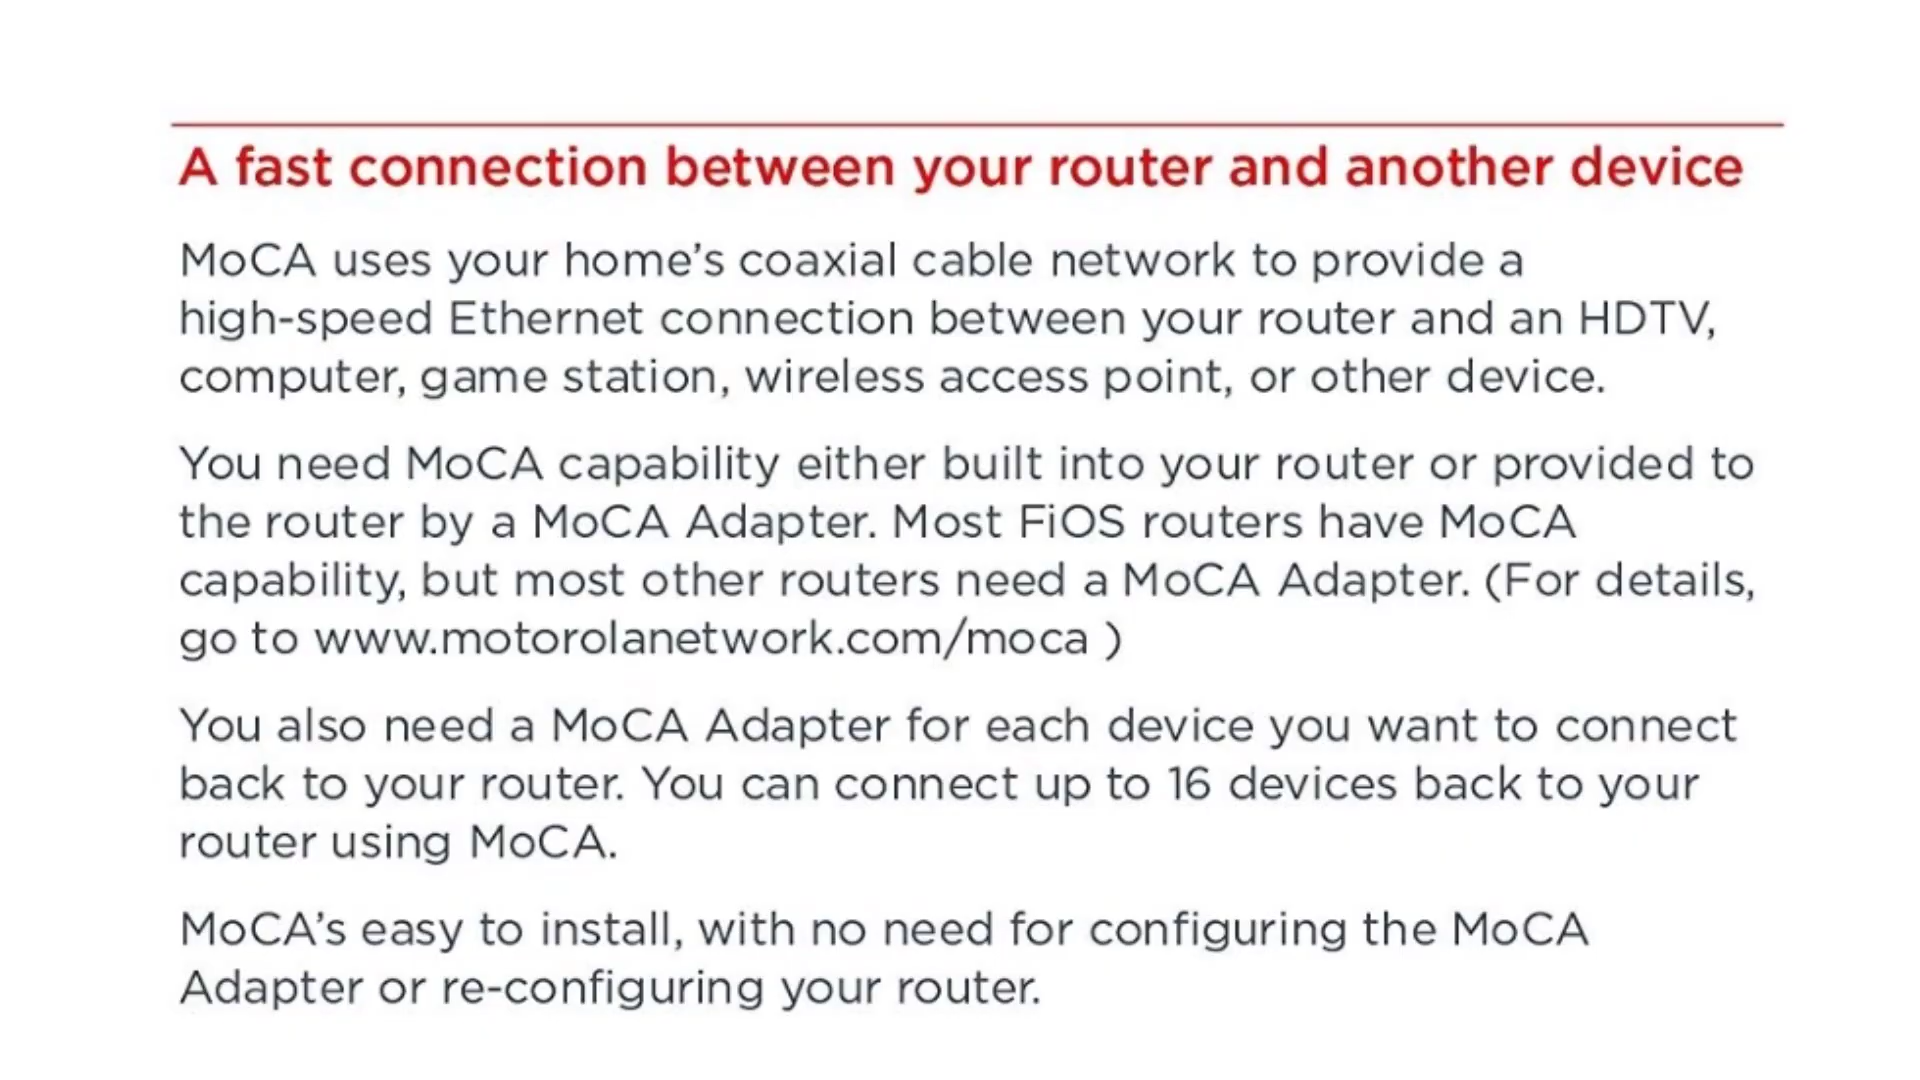 A fast connection between your router and another device
MoCA uses your home's coaxial cable network to provide a
high-speed Ethernet connection between your router and an HDTV,
computer, game station, wireless access point, or other device.
You need MoCA capability either built into your router or provided to
the router by a MoCA Adapter. Most FiOS routers have MoCA
capability, but most other routers need a MoCA Adapter. (For details,
go to www.motorolanetwork.com/moca )
You also need a MoCA Adapter for each device you want to connect
back to your router. You can connect up to 16 devices back to your
router using MoCA.
MoCA's easy to install, with no need for configuring the MoCA
Adapter or re-configuring your router.